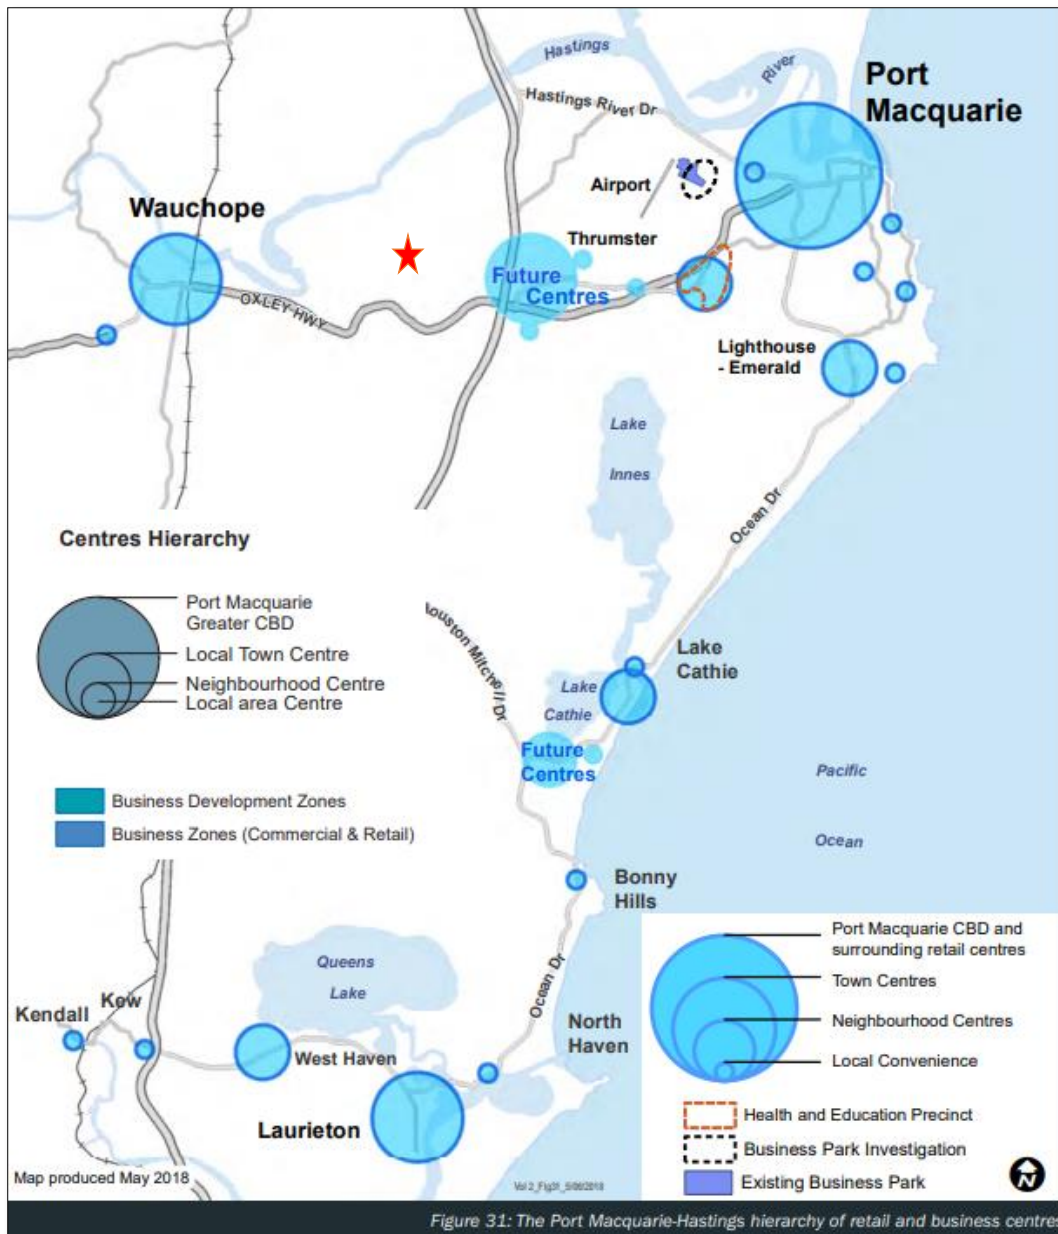 Hastings
River
Port
Macquarie
Hastings River Dr
Airport
Wauchope
Thrumster
Future
Centres
OXLEY HWY
Lighthouse
- Emerald
Lake
Innes
Ocean Dr
Centres Hierarchy
Port Macquarie
Greater CBD
Local Town Centre
Neighbourhood Centre
Local area Centre
Houston Mitchell Dr
Lake
Cathie
Lake
Cathie
Future
Centres
Pacific
Ocean
Business Development Zones
Business Zones (Commercial & Retail)
Bonny
Hills
Queens
Lake
Ocean Dr
Kew
Kendall
North
Haven
West Haven
Laurieton
Port Macquarie CBD and
surrounding retail centres
Town Centres
Neighbourhood Centres
Local Convenience
Health and Education Precinct
Business Park Investigation
Existing Business Park
N
Map produced May 2018
Figure 31: The Port Macquarie-Hastings hierarchy of retail and business centres